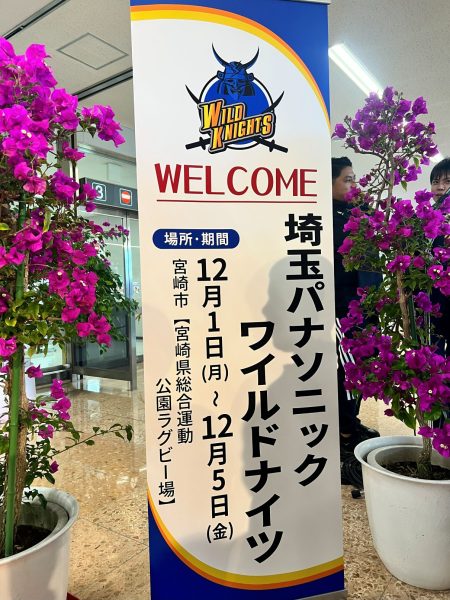 WILD
KNIGHTS
WELCOME
埼玉パナソニック
ワイルドナイツ
場所・期間
12月1日(月)～12月5日(金)
宮崎市【宮崎県総合運動
公園ラグビー場】
3